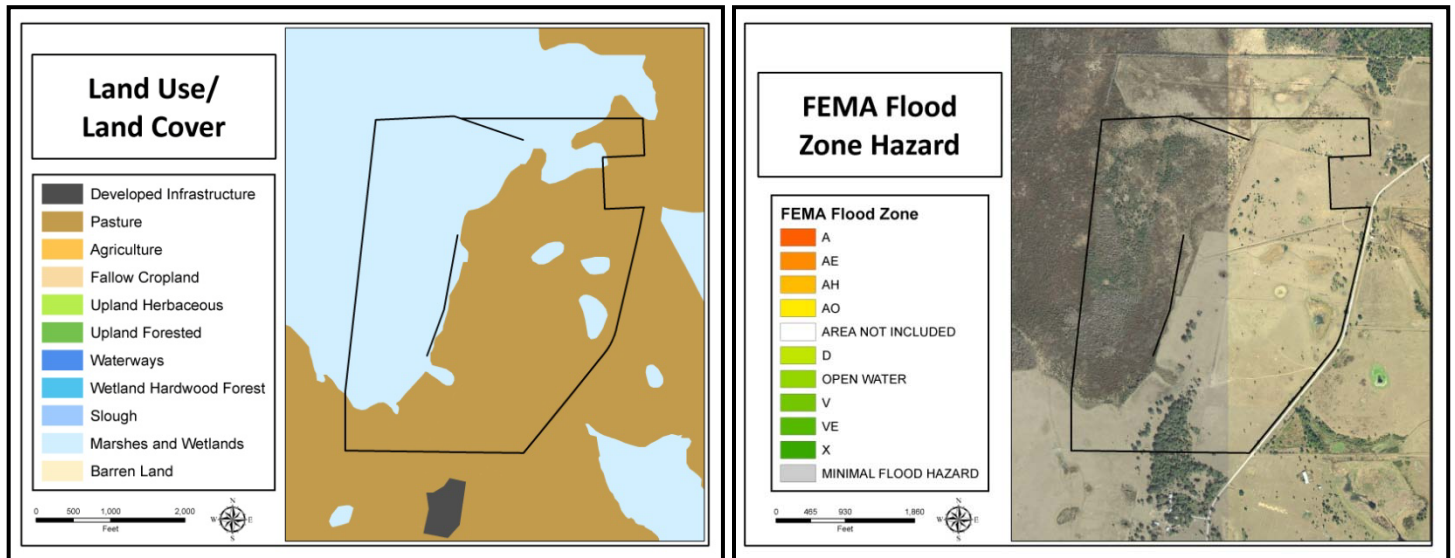 Land Use/
Land Cover
Developed Infrastructure
Pasture
Agriculture
Fallow Cropland
Upland Herbaceous
Upland Forested
Waterways
Wetland Hardwood Forest
Slough
Marshes and Wetlands
Barren Land
0 500 1,000 2,000
Feet
N
W E
S
FEMA Flood
Zone Hazard
FEMA Flood Zone
A
AE
AH
AO
AREA NOT INCLUDED
D
OPEN WATER
V
VE
X
MINIMAL FLOOD HAZARD
0 465 930 1,860
Feet
N
W E
S